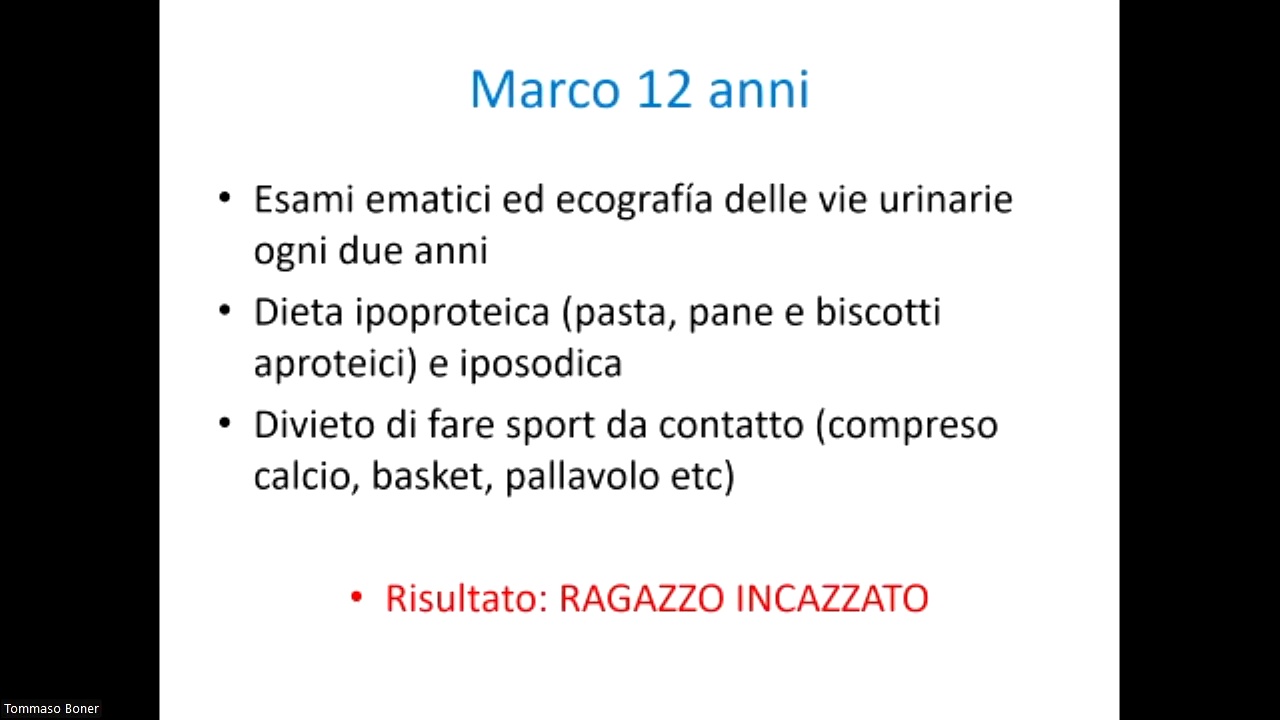 Marco 12 anni
• Esami ematici ed ecografía delle vie urinarie
ogni due anni
• Dieta ipoproteica (pasta, pane e biscotti
aproteici) e iposodica
• Divieto di fare sport da contatto (compreso
calcio, basket, pallavolo etc)
• Risultato: RAGAZZO INCAZZATO
Tommaso Boner